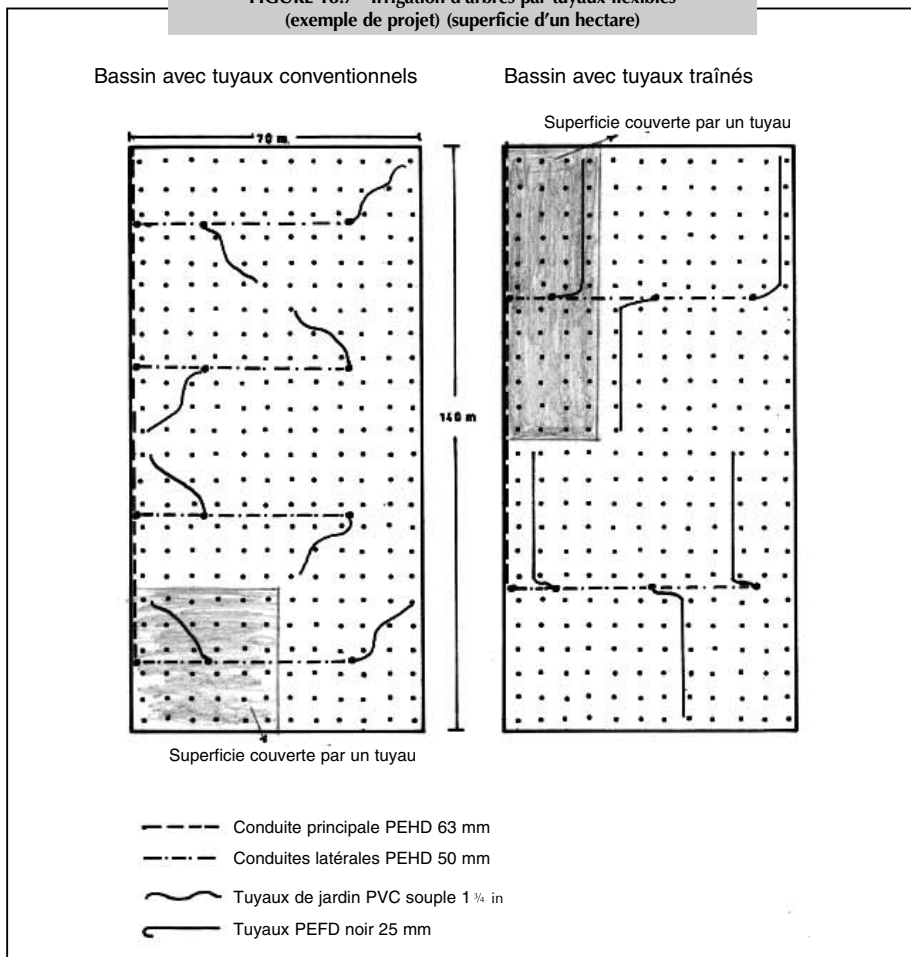 (exemple de projet) (superficie d'un hectare)
Bassin avec tuyaux conventionnels
Bassin avec tuyaux traînés
Superficie couverte par un tuyau
70 m.
140 m
Superficie couverte par un tuyau
Conduite principale PEHD 63 mm
Conduites latérales PEHD 50 mm
Tuyaux de jardin PVC souple 1 ¾ in
Tuyaux PEFD noir 25 mm